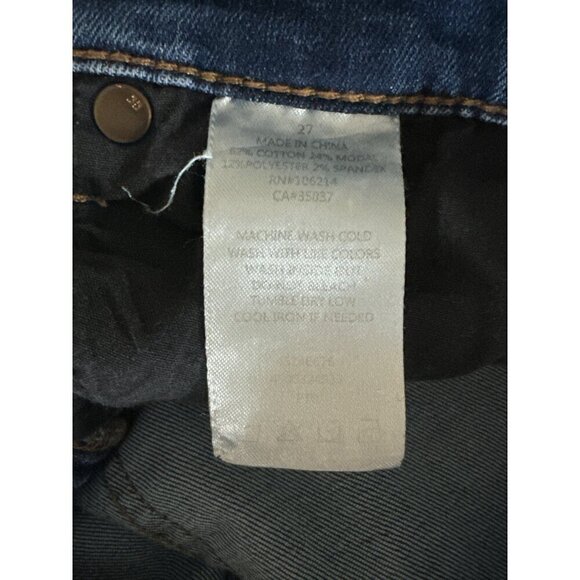 27
MADE IN CHINA
62% COTTON 24% MODAL
12% POLYESTER 2% SPANDEX
RN#106214
CA#35037
MACHINE WASH COLD
WASH WITH LIKE COLORS
WASH INSIDE OUT
DO NOT BLEACH
TUMBLE DRY LOW
COOL IRON IF NEEDED